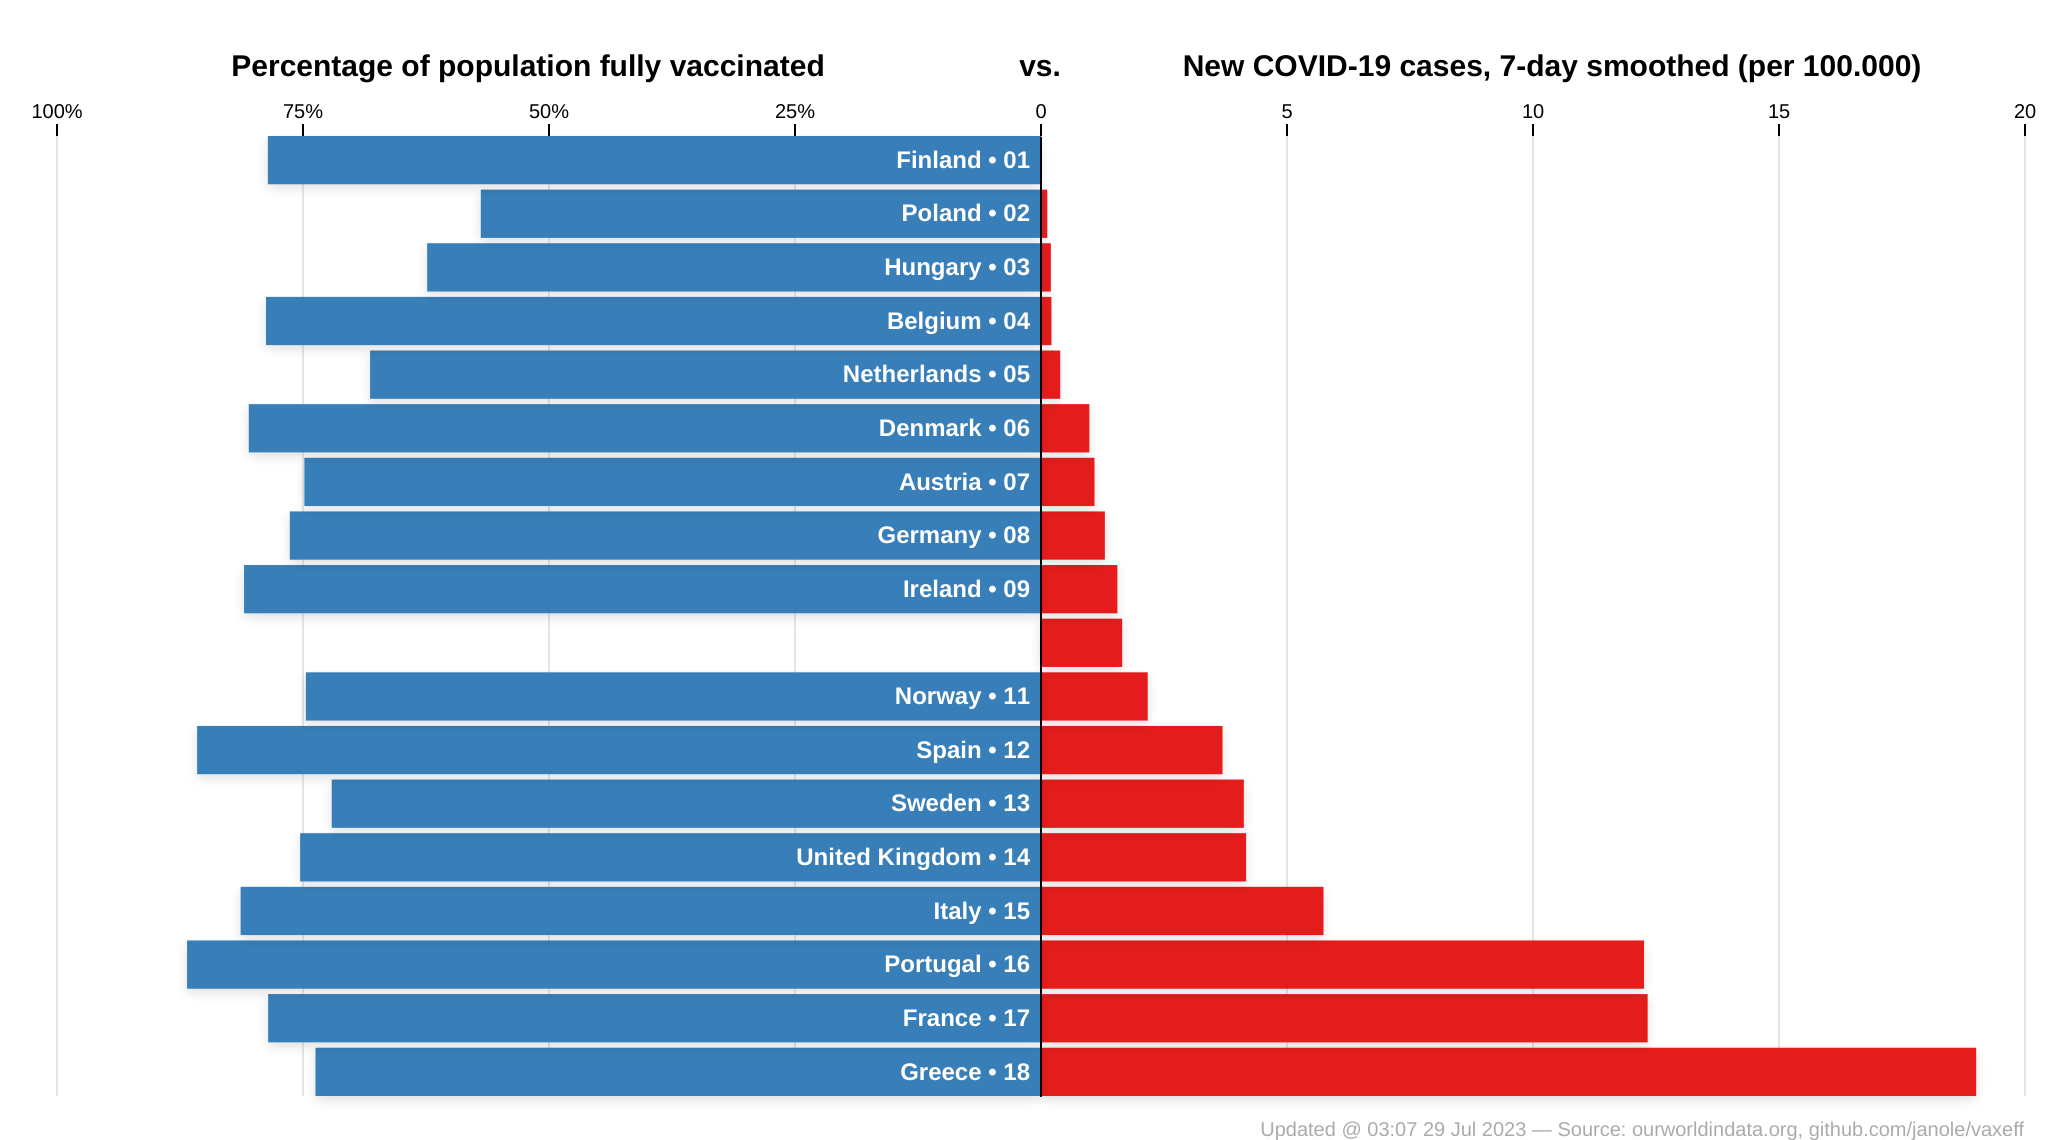 Percentage of population fully vaccinated vs. New COVID-19 cases, 7-day smoothed (per 100.000)
100% 75% 50% 25% 0 5 10 15 20
Finland • 01
Poland • 02
Hungary • 03
Belgium • 04
Netherlands • 05
Denmark • 06
Austria • 07
Germany • 08
Ireland • 09
Norway • 11
Spain • 12
Sweden • 13
United Kingdom • 14
Italy • 15
Portugal • 16
France • 17
Greece • 18
Updated @ 03:07 29 Jul 2023 — Source: ourworldindata.org, github.com/janole/vaxeff